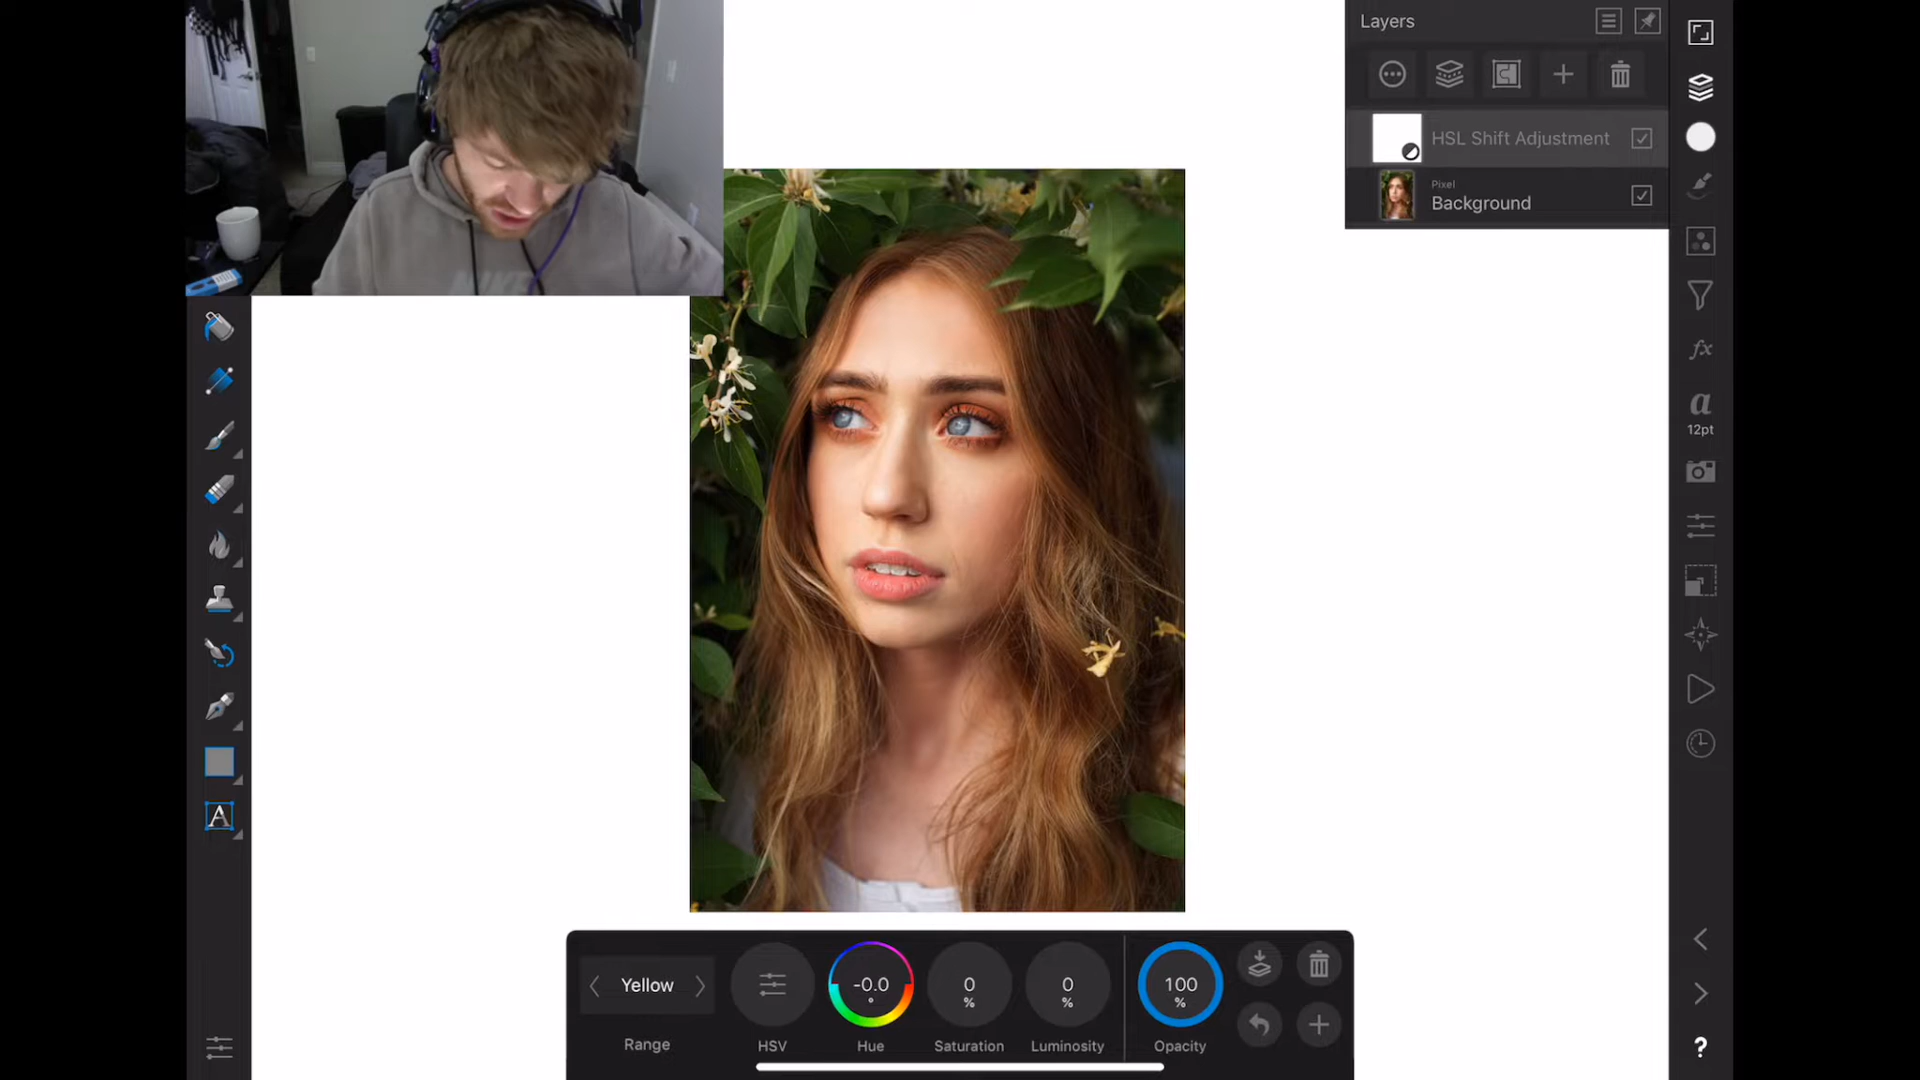 Layers
HSL Shift Adjustment
Pixel
Background
a
12pt
A
Yellow
-0.0
°
0
%
0
%
100
%
Range
HSV
Hue
Saturation
Luminosity
Opacity
fx
?